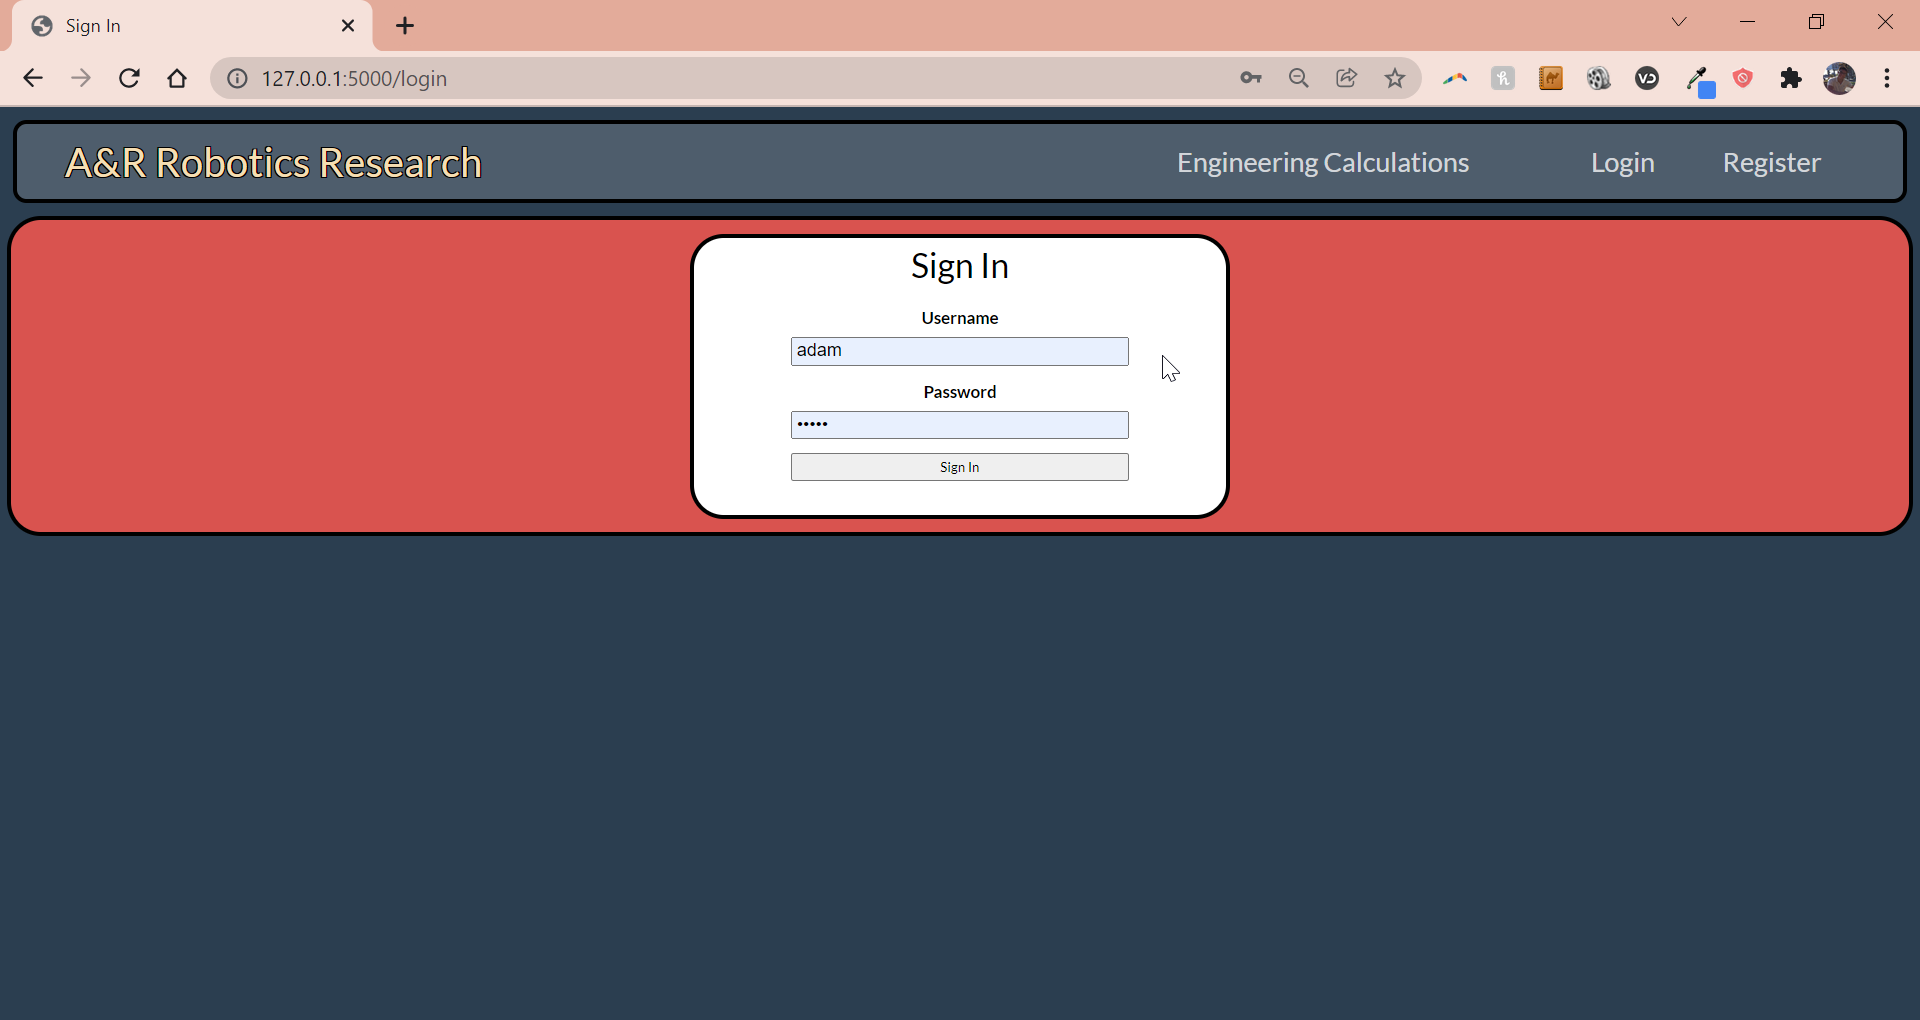 Sign In
127.0.0.1:5000/login
A&R Robotics Research
Engineering Calculations
Login
Register
Sign In
Username
adam
Password
•••••
Sign In